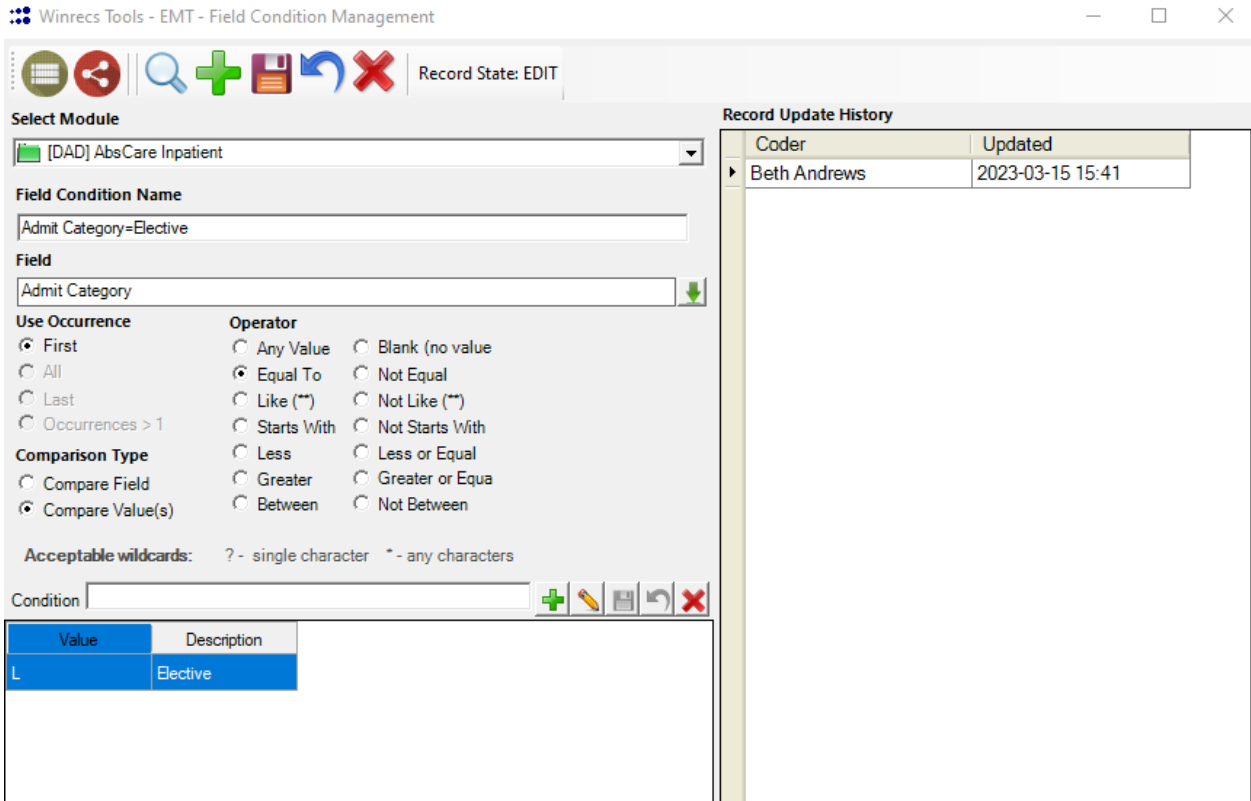 Winrecs Tools - EMT - Field Condition Management
Record State: EDIT
Select Module
[DAD] AbsCare Inpatient
Field Condition Name
Admit Category=Elective
Field
Admit Category
Use Occurrence
First
All
Last
Occurrences > 1
Comparison Type
Compare Field
Compare Value(s)
Operator
Any Value Blank (no value
Equal To Not Equal
Like (**) Not Like (**)
Starts With Not Starts With
Less Less or Equal
Greater Greater or Equa
Between Not Between
Acceptable wildcards: ? - single character * - any characters
Condition
Value Description
L Elective
Record Update History
Coder Updated
Beth Andrews 2023-03-15 15:41